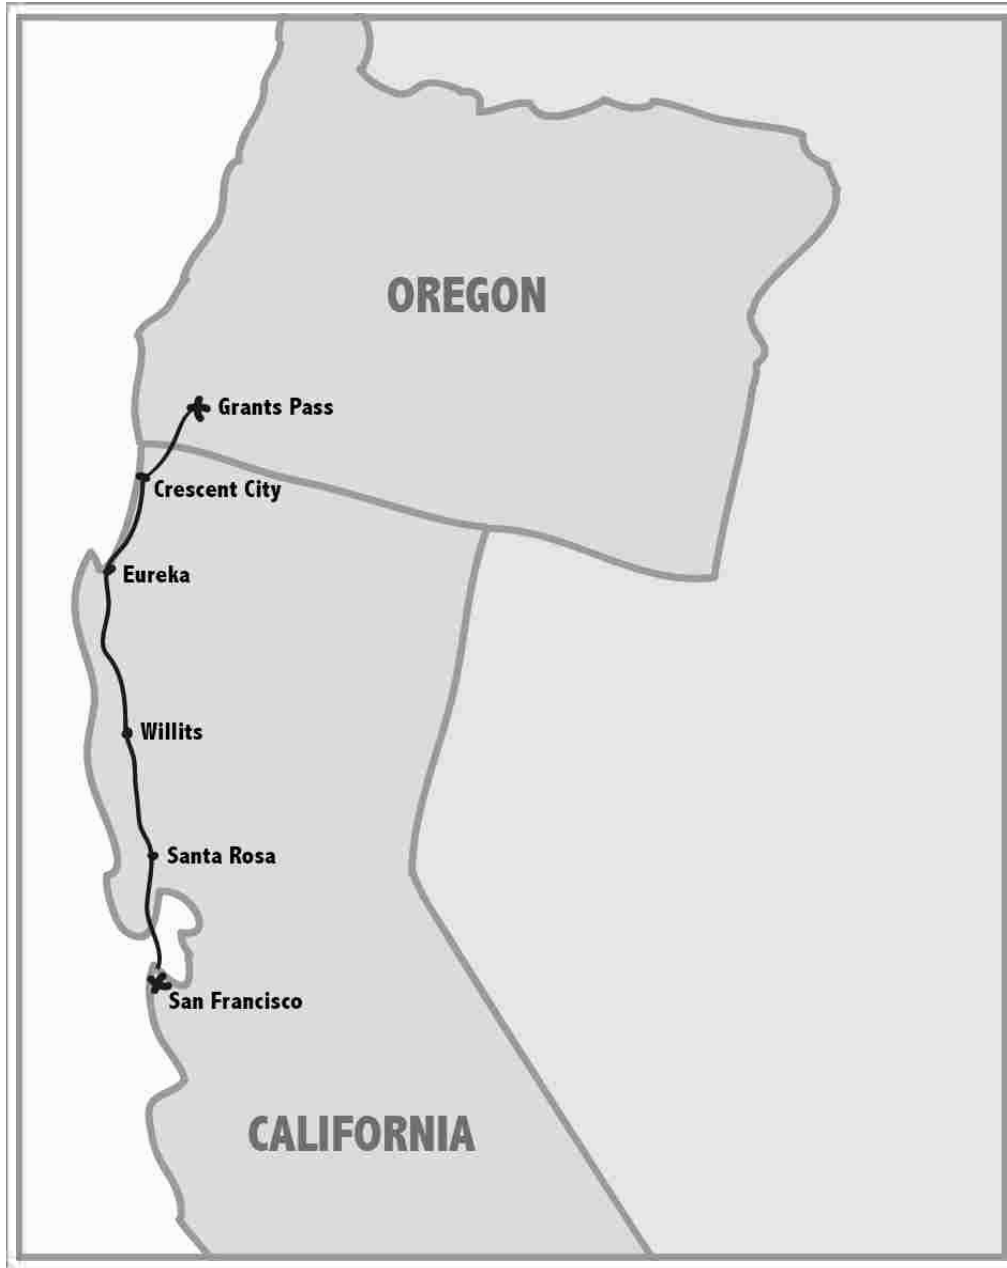 OREGON
Grants Pass
Crescent City
Eureka
Willits
Santa Rosa
San Francisco
CALIFORNIA